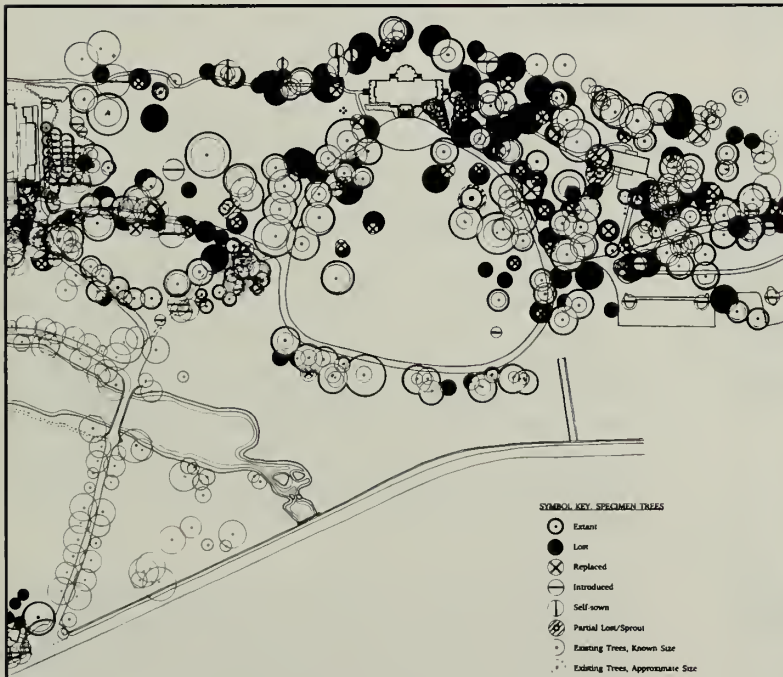 SYMBOL KEY, SPECIMEN TREES
Extant
Lost
Replaced
Introduced
Self-sown
Partial Lost/Sprout
Existing Trees, Known Size
Existing Trees, Approximate Size